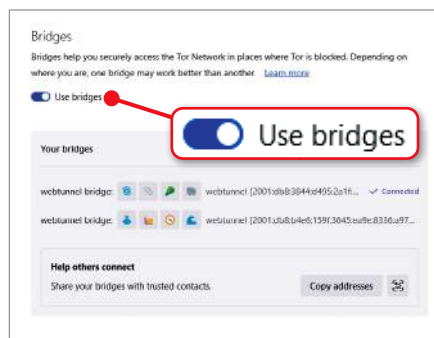 Bridges
Bridges help you securely access the Tor Network in places where Tor is blocked. Depending on
where you are, one bridge may work better than another. Learn more
Use bridges
Use bridges
Your bridges
webtunnel bridge: webtunnel [2001:db8:3844:d495:2a1f... Connected
webtunnel bridge: webtunnel [2001:db8:b4e6:159f:3645:ea9e:8336:a97...
Help others connect
Share your bridges with trusted contacts.
Copy addresses